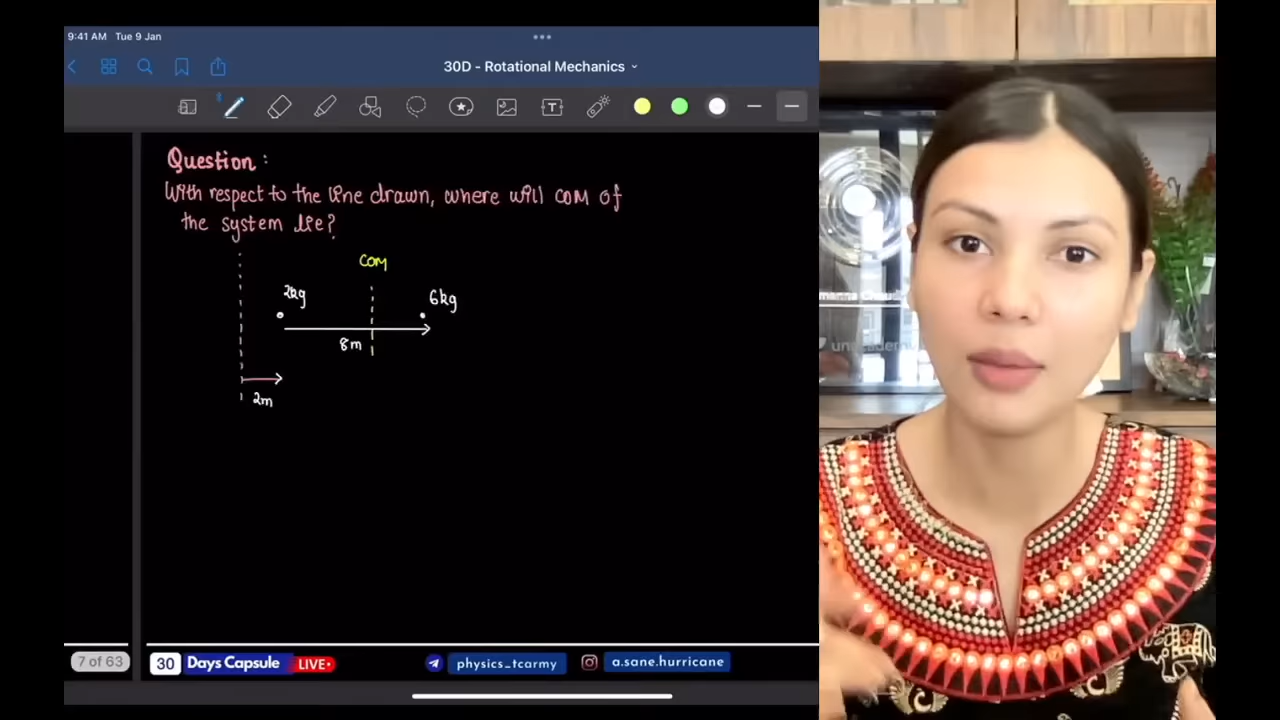 9:41 AM Tue 9 Jan
30D - Rotational Mechanics
Question:
With respect to the line drawn, where will COM of
the system lie?
COM
2kg
6kg
8m
2m
7 of 63
30 Days Capsule LIVE
physics_tcarmy
a.sane.hurricane